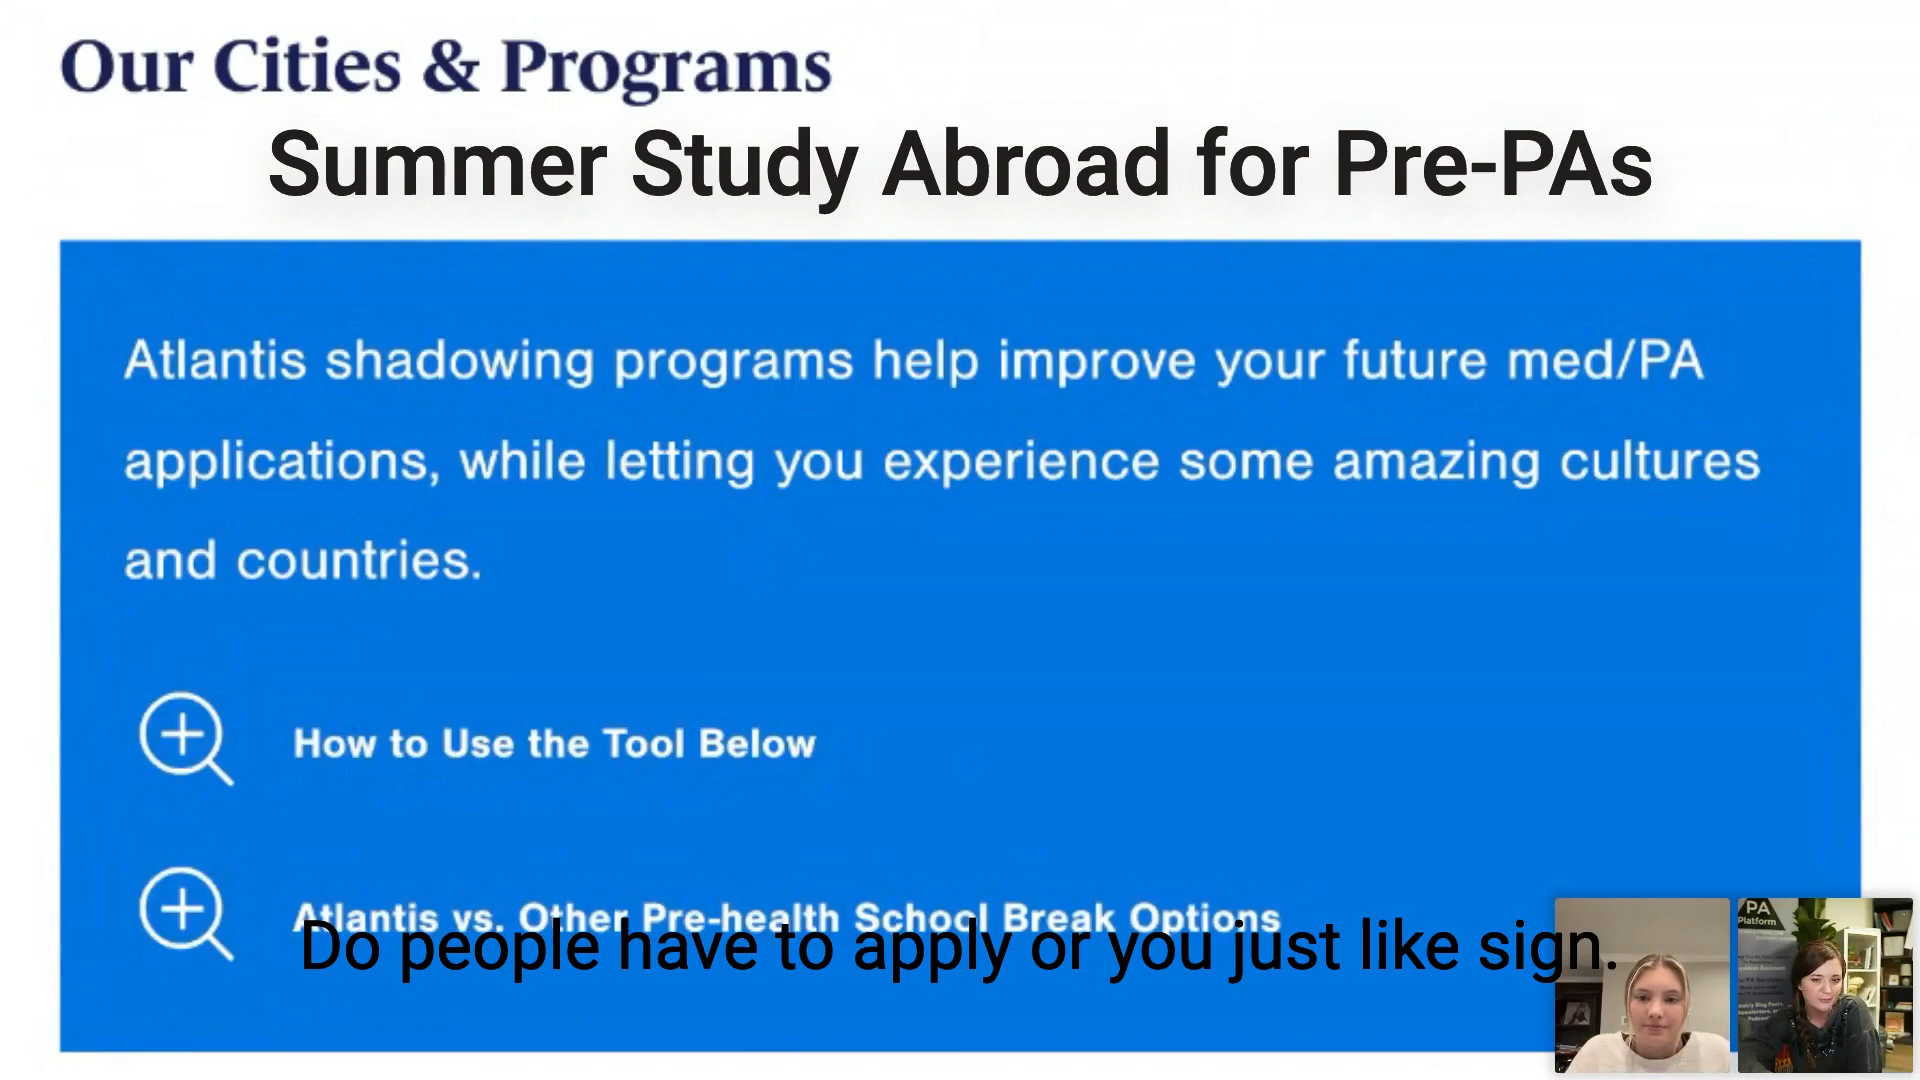 Our Cities & Programs
Summer Study Abroad for Pre-PAs
Atlantis shadowing programs help improve your future med/PA
applications, while letting you experience some amazing cultures
and countries.
How to Use the Tool Below
Atlantis vs. Other Pre-health School Break Options
Do people have to apply or you just like sign.
PA
Platform